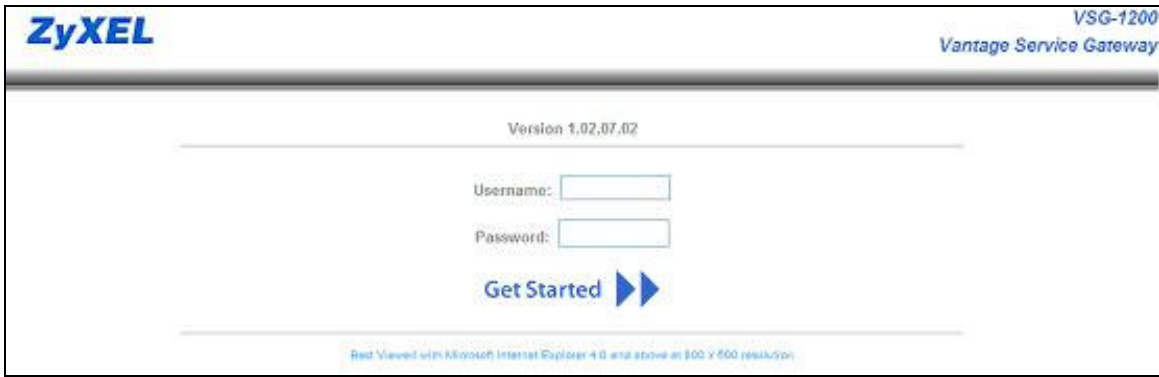 ZyXEL
VSG-1200
Vantage Service Gateway
Version 1.02.07.02
Username:
Password:
Get Started
Best Viewed with Microsoft Internet Explorer 4.0 and above at 800 x 600 resolution